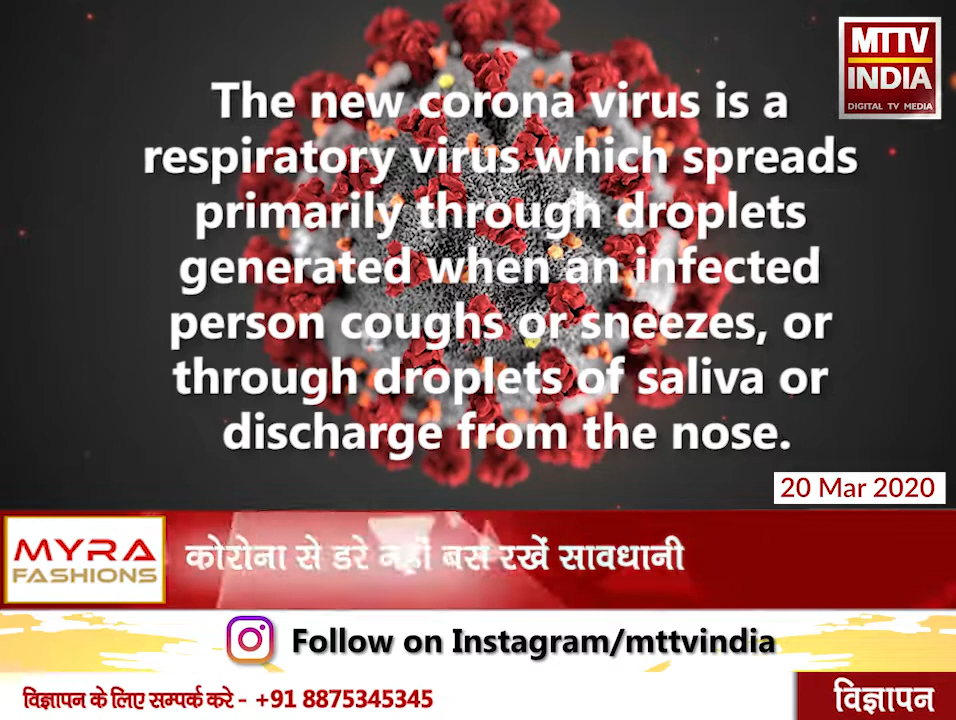 MTTV
INDIA
DIGITAL TV MEDIA
The new corona virus is a
respiratory virus which spreads
primarily through droplets
generated when an infected
person coughs or sneezes, or
through droplets of saliva or
discharge from the nose.
20 Mar 2020
MYRA
FASHIONS
कोरोना से डरे नहीं बस रखें सावधानी
Follow on Instagram/mttvindia
विज्ञापन के लिए सम्पर्क करे - +91 8875345345
विज्ञापन